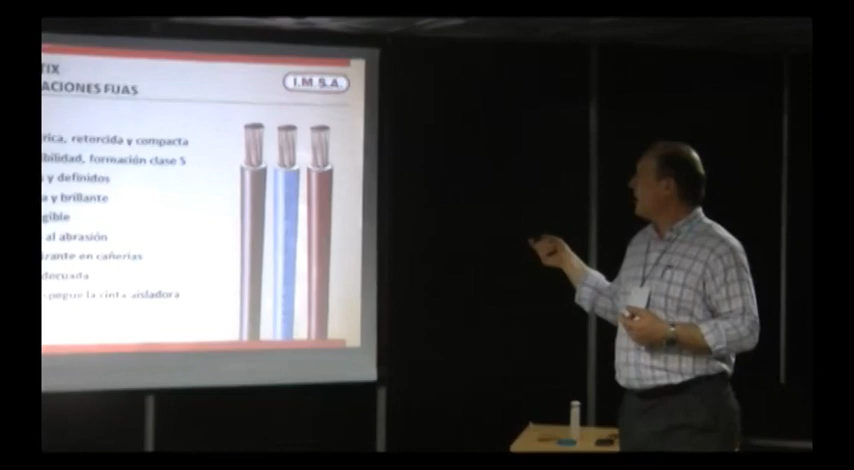 TIX
ACIONES FIJAS
I.M.S.A.
rica, retorcida y compacta
bilidad, formación clase 5
s y definidos
a y brillante
gible
al abrasión
izante en cañerías
decuada
spegue la cinta aisladora